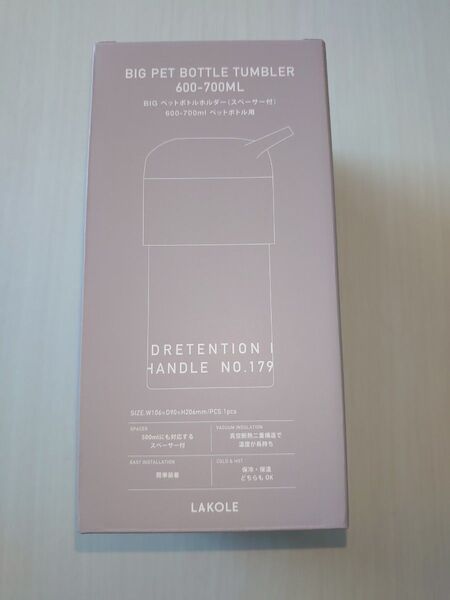 BIG PET BOTTLE TUMBLER
600-700ML
BIG ペットボトルホルダー(スペーサー付)
600-700ml ペットボトル用
DRETENTION I
HANDLE NO.179
SIZE:W106×D90×H206mm/PCS:1pcs
SPACER
500mlにも対応する
スペーサー付
VACUUM INSULATION
真空断熱二重構造で
温度が長持ち
EASY INSTALLATION
簡単装着
COLD & HOT
保冷・保温
どちらも OK
LAKOLE